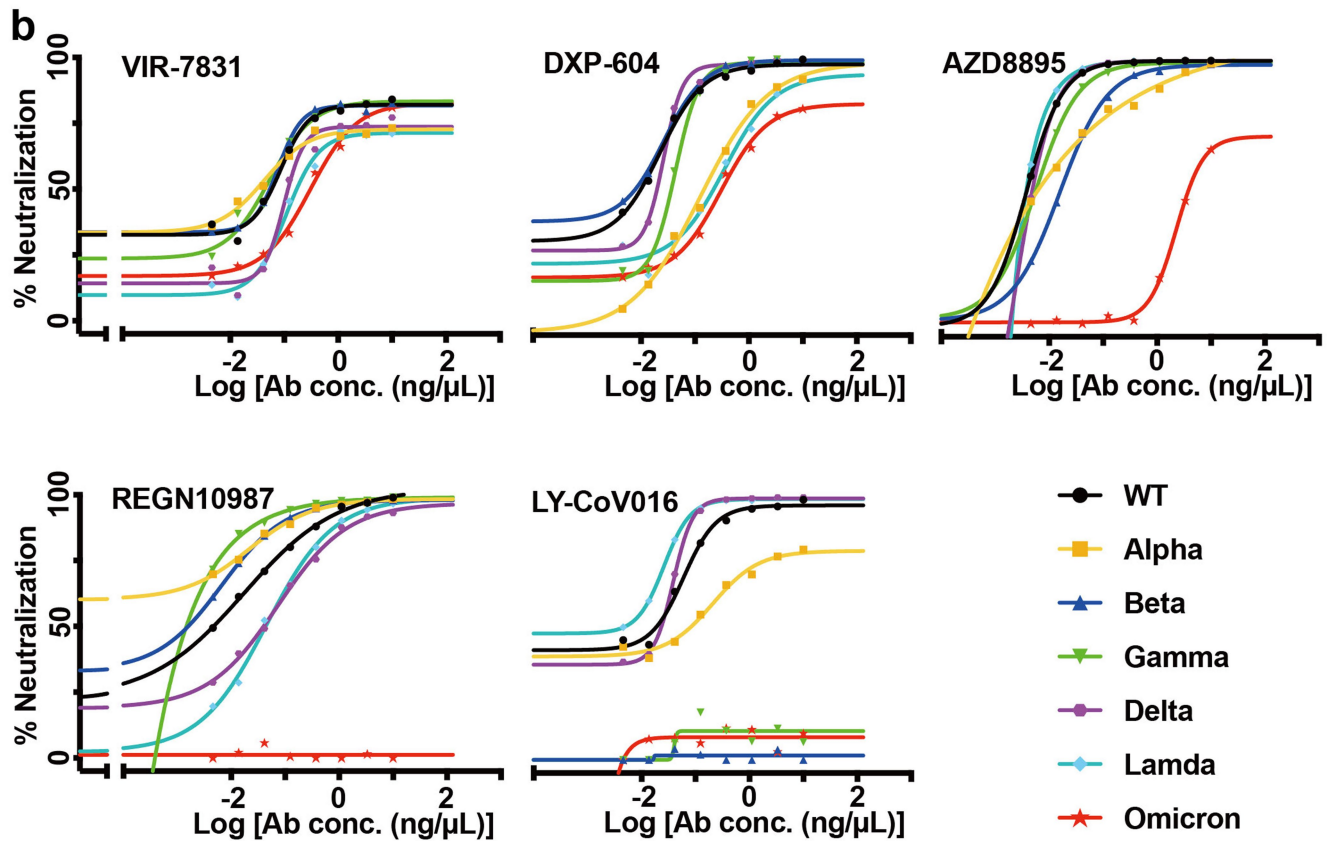 b
VIR-7831
DXP-604
AZD8895
% Neutralization
100
50
0
-2 0 2
-2 0 2
-2 0 2
Log [Ab conc. (ng/µL)]
Log [Ab conc. (ng/µL)]
Log [Ab conc. (ng/µL)]
REGN10987
LY-CoV016
% Neutralization
100
50
0
-2 0 2
-2 0 2
Log [Ab conc. (ng/µL)]
Log [Ab conc. (ng/µL)]
WT
Alpha
Beta
Gamma
Delta
Lamda
Omicron